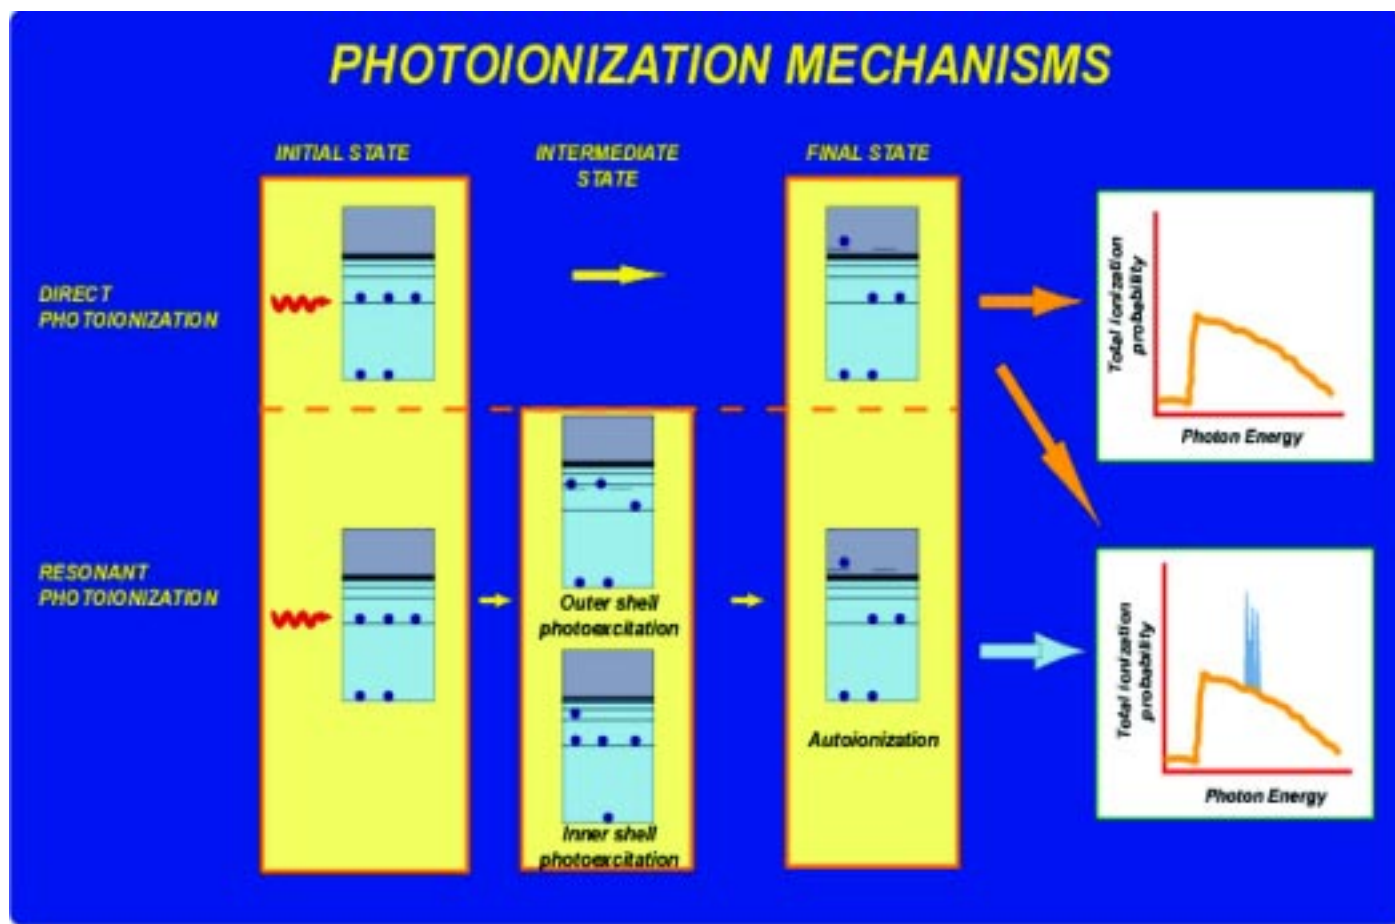 PHOTOIONIZATION MECHANISMS
INITIAL STATE
INTERMEDIATE
STATE
FINAL STATE
DIRECT
PHOTOIONIZATION
Total ionization
probability
Photon Energy
RESONANT
PHOTOIONIZATION
Outer shell
photoexcitation
Inner shell
photoexcitation
Autoionization
Total ionization
probability
Photon Energy